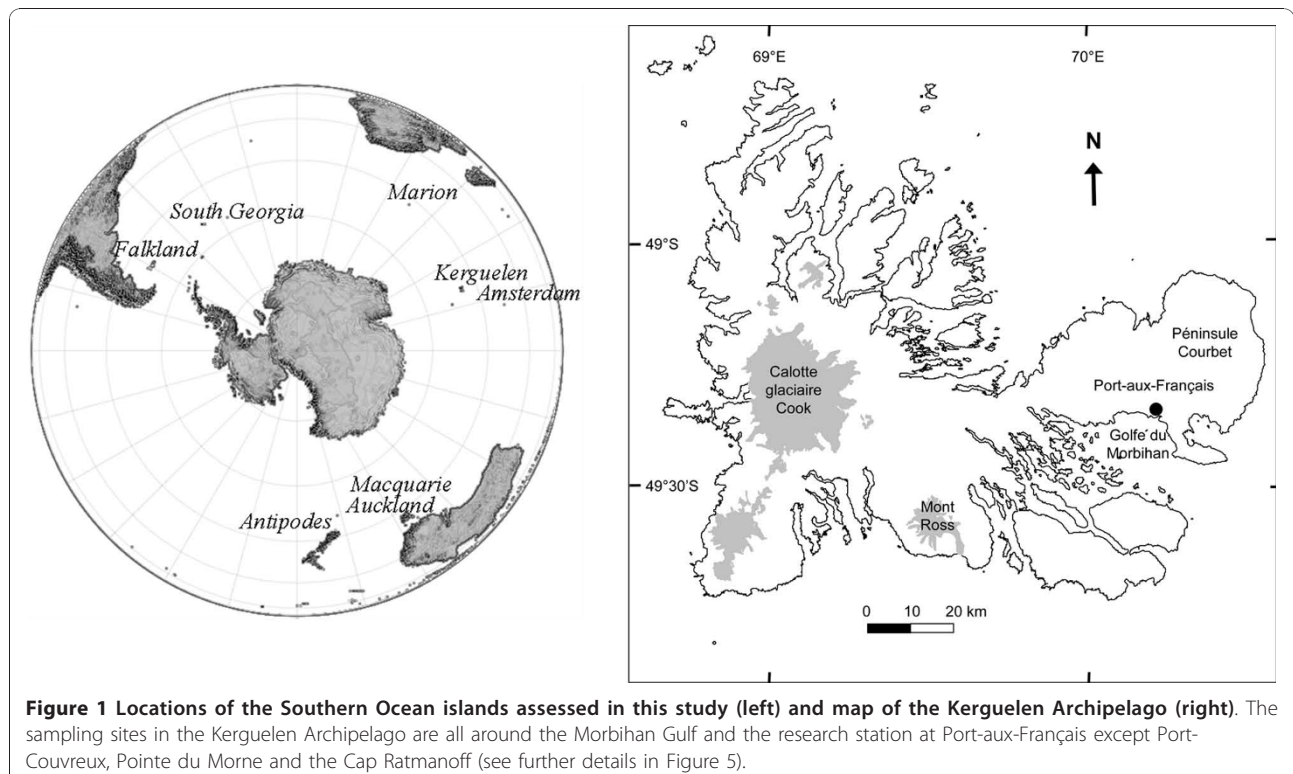 South Georgia
Falkland
Marion
Kerguelen
Amsterdam
Macquarie
Auckland
Antipodes
69°E
70°E
N
49°S
49°30'S
Péninsule
Courbet
Port-aux-Français
Golfe du
Morbihan
Calotte
glaciaire
Cook
Mont
Ross
0 10 20 km
Figure 1 Locations of the Southern Ocean islands assessed in this study (left) and map of the Kerguelen Archipelago (right). The
sampling sites in the Kerguelen Archipelago are all around the Morbihan Gulf and the research station at Port-aux-Français except Port-
Couvreux, Pointe du Morne and the Cap Ratmanoff (see further details in Figure 5).